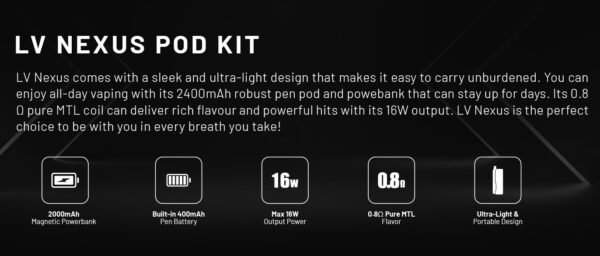 LV NEXUS POD KIT
LV Nexus comes with a sleek and ultra-light design that makes it easy to carry unburdened. You can
enjoy all-day vaping with its 2400mAh robust pen pod and powebank that can stay up for days. Its 0.8
Ω pure MTL coil can deliver rich flavour and powerful hits with its 16W output. LV Nexus is the perfect
choice to be with you in every breath you take!
16w
0.8Ω
2000mAh
Magnetic Powerbank
Built-in 400mAh
Pen Battery
Max 16W
Output Power
0.8Ω Pure MTL
Flavor
Ultra-Light &
Portable Design